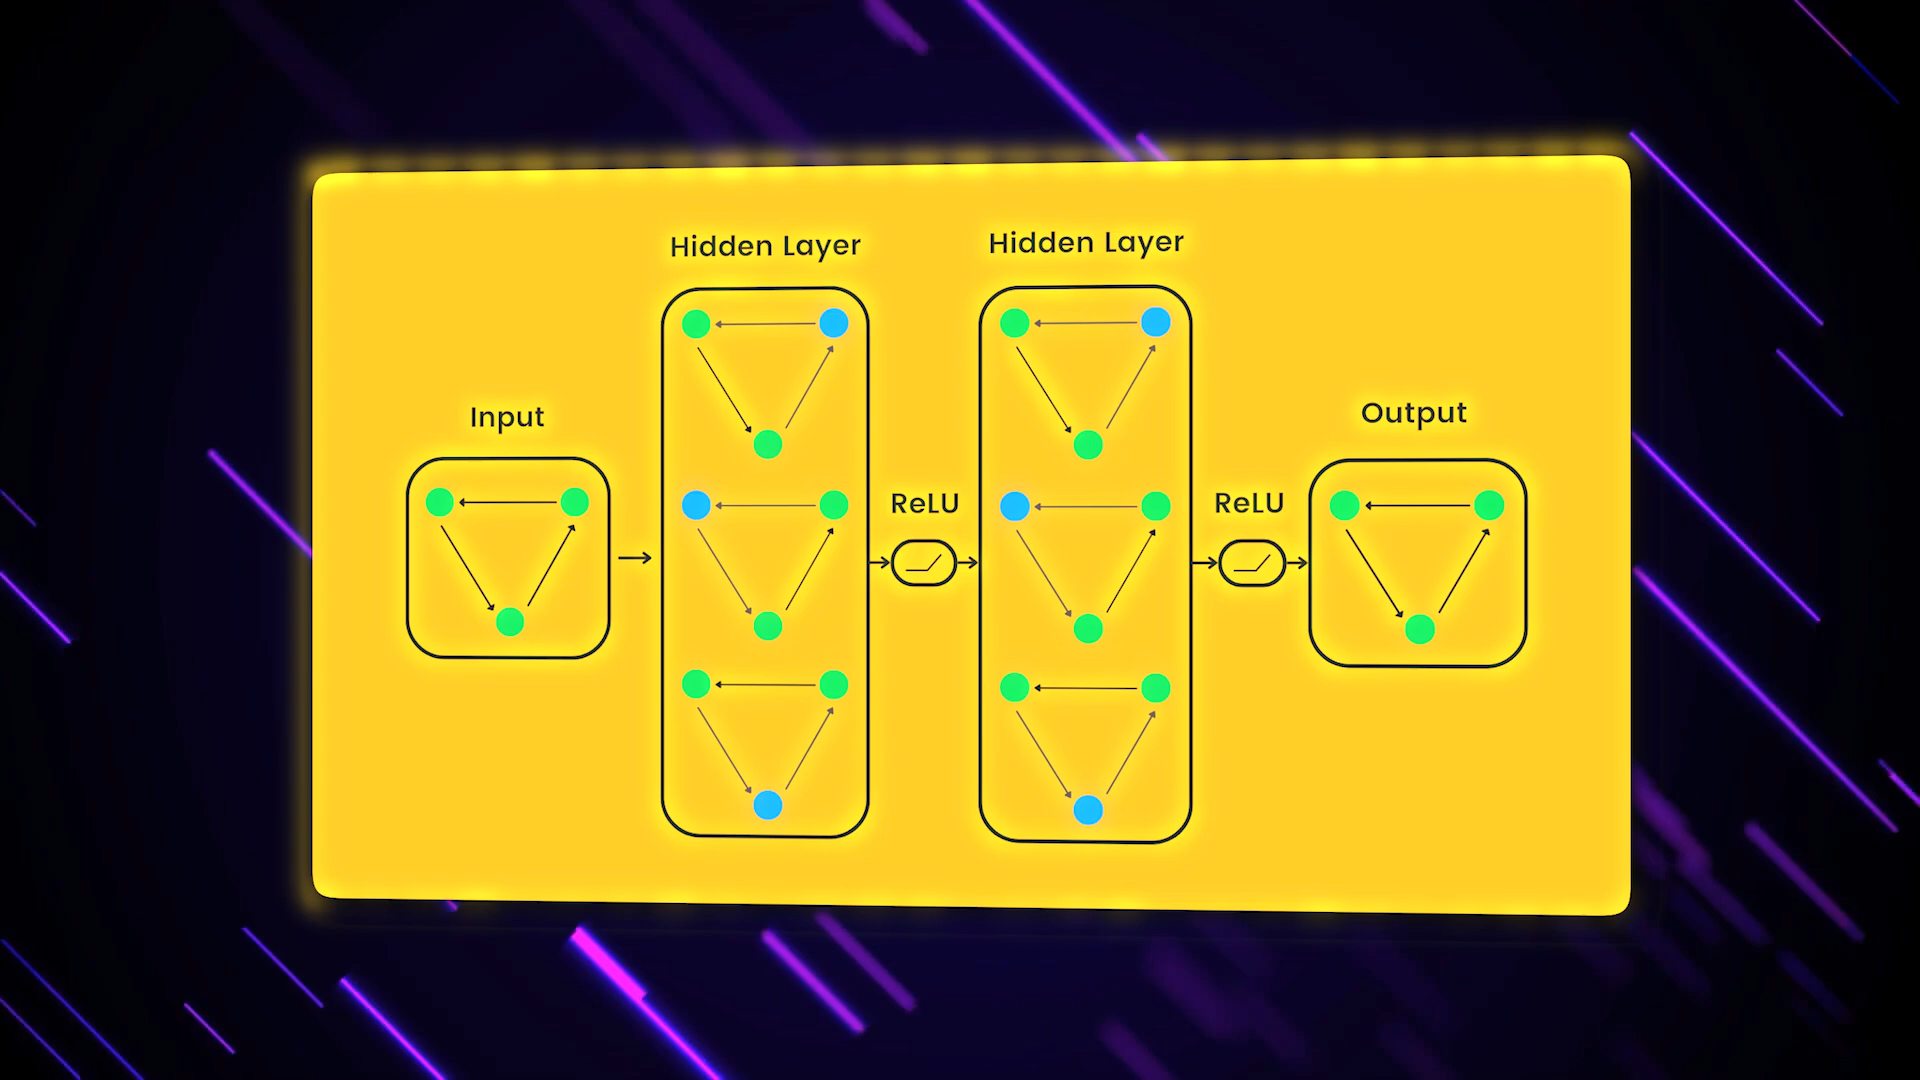 Hidden Layer
Hidden Layer
Input
Output
ReLU
ReLU